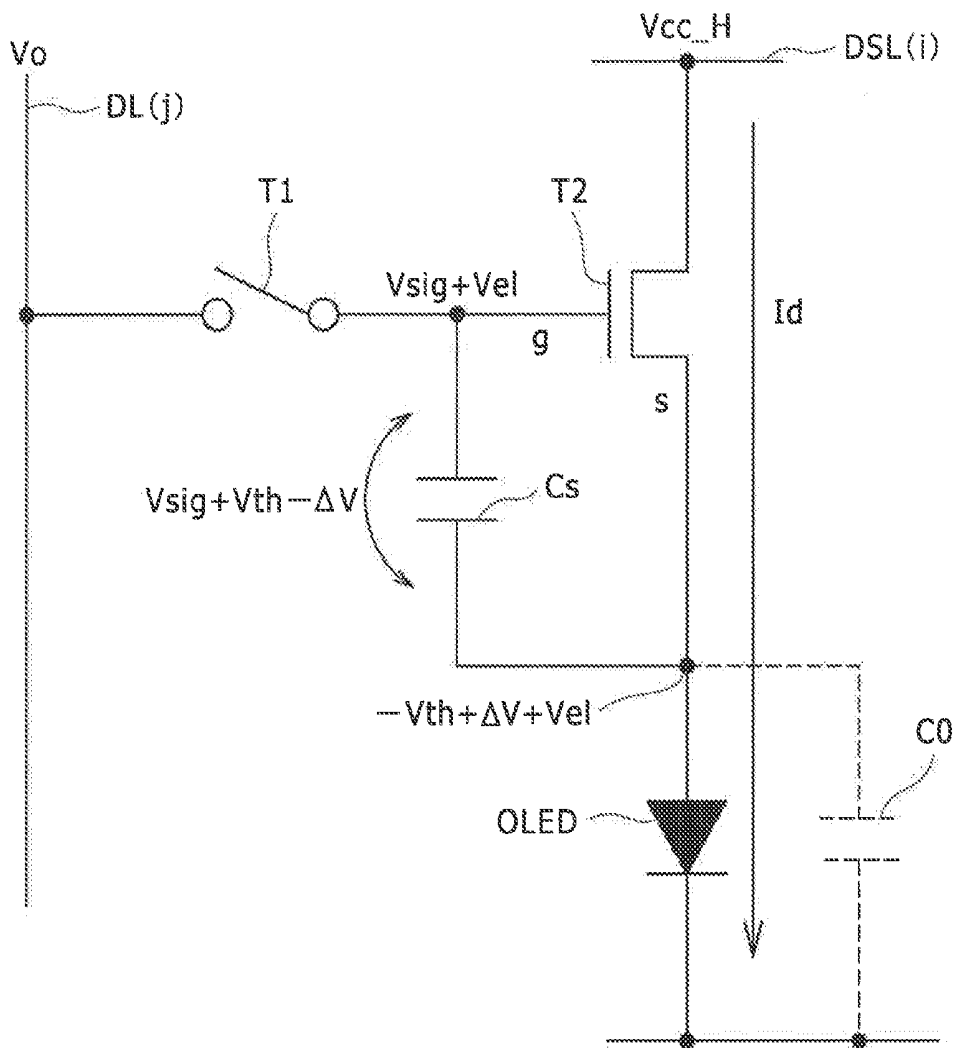 Vcc_H
DSL(i)
Vo
DL(j)
T1
T2
Vsig+Vel
g
Id
s
Vsig+Vth−ΔV
Cs
−Vth+ΔV+Vel
C0
OLED